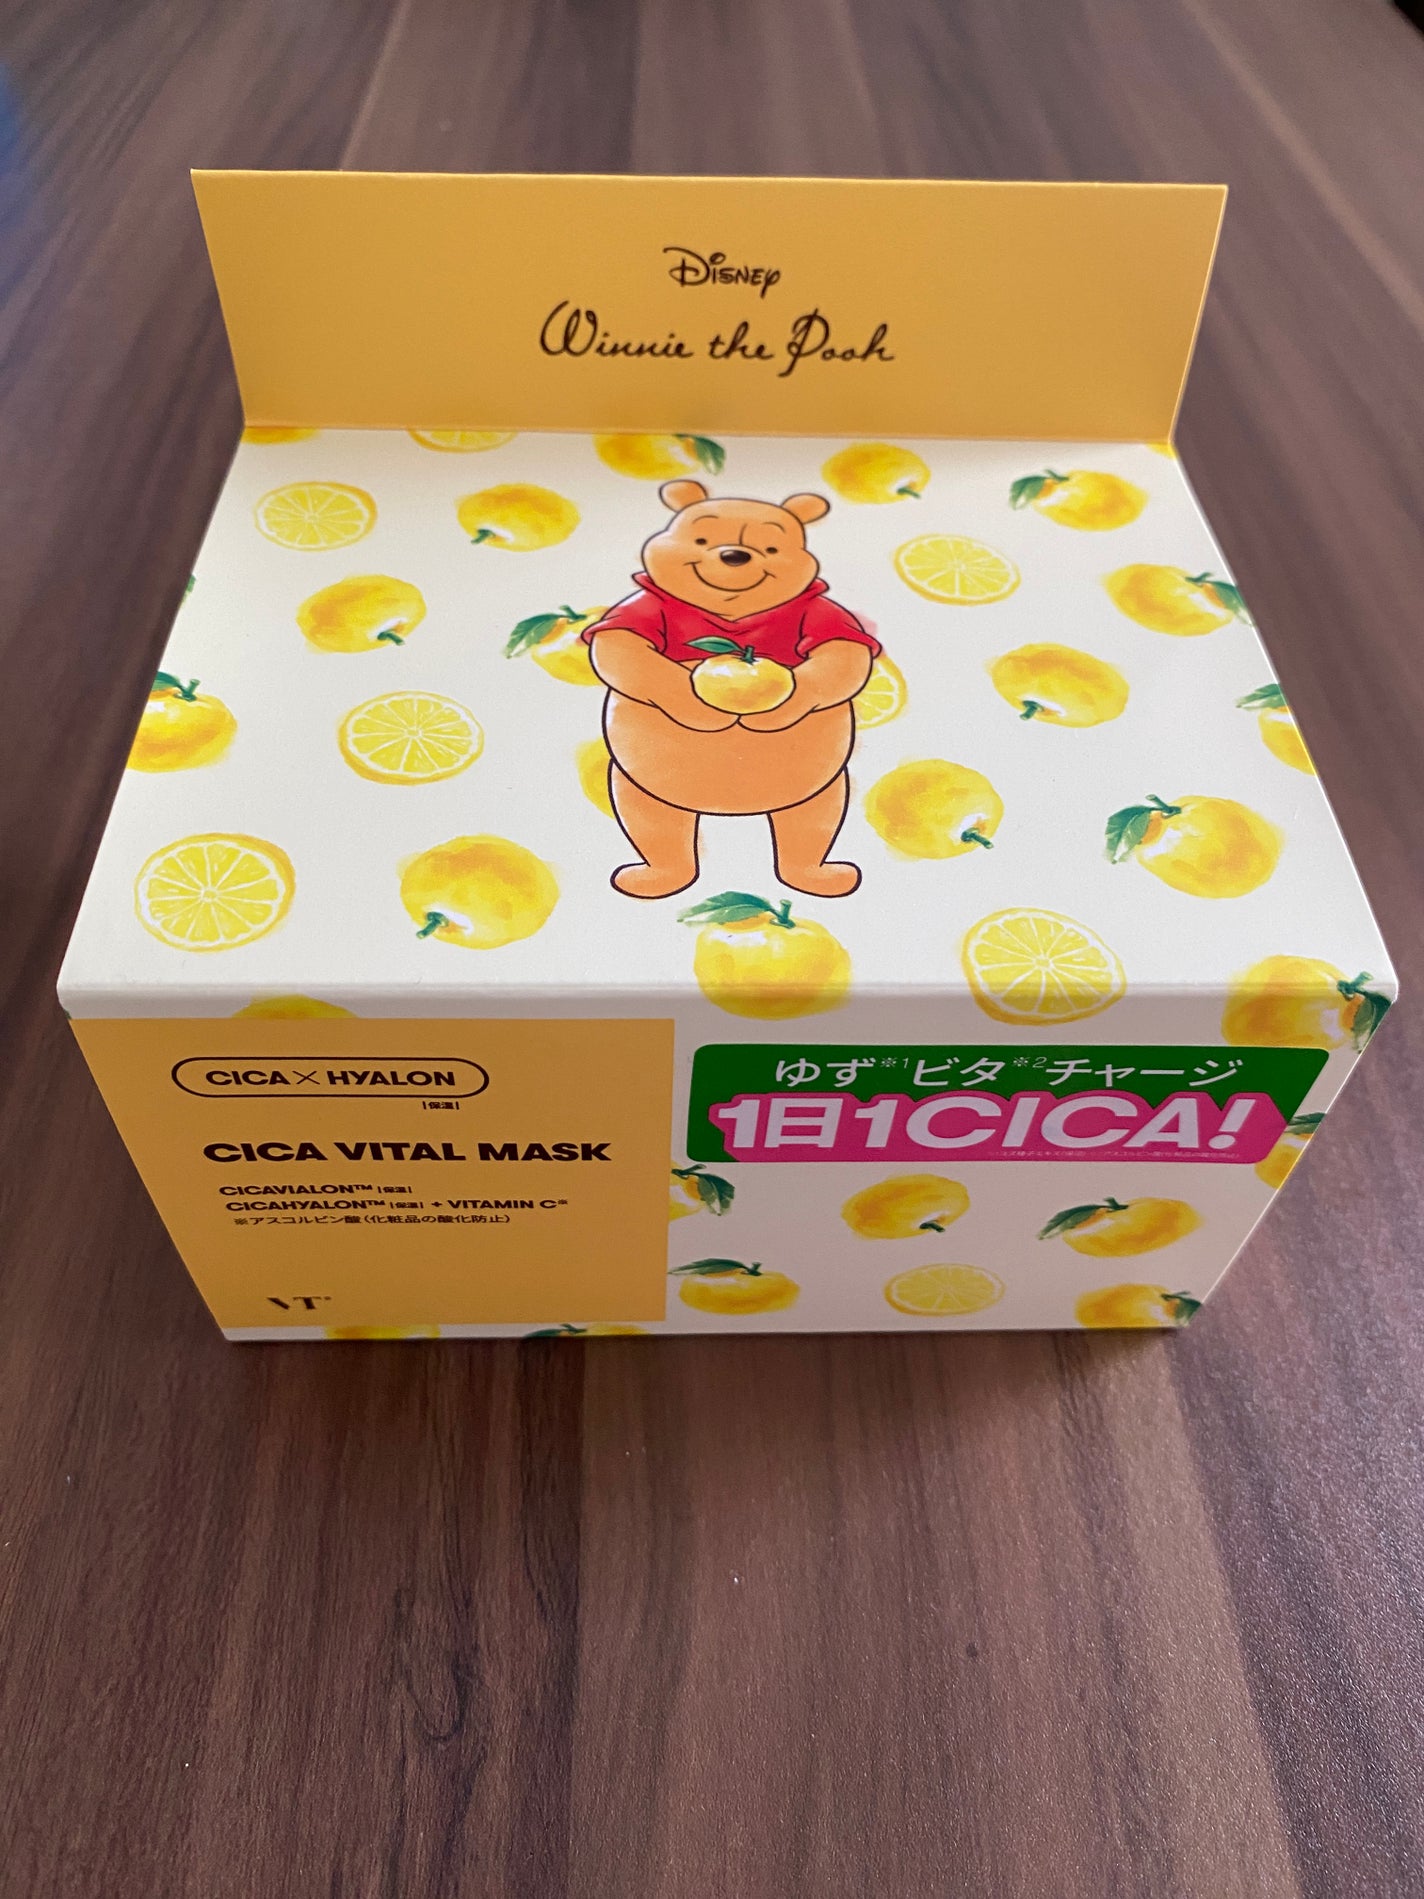 Disney
Winnie the Pooh
CICA×HYALON
|保湿|
CICA VITAL MASK
CICAVIALON™ |保湿|
CICAHYALON™ |保湿| + VITAMIN C※
※アスコルビン酸（化粧品の酸化防止）
VT®
ゆず※1ビタ※2チャージ
1日1CICA!